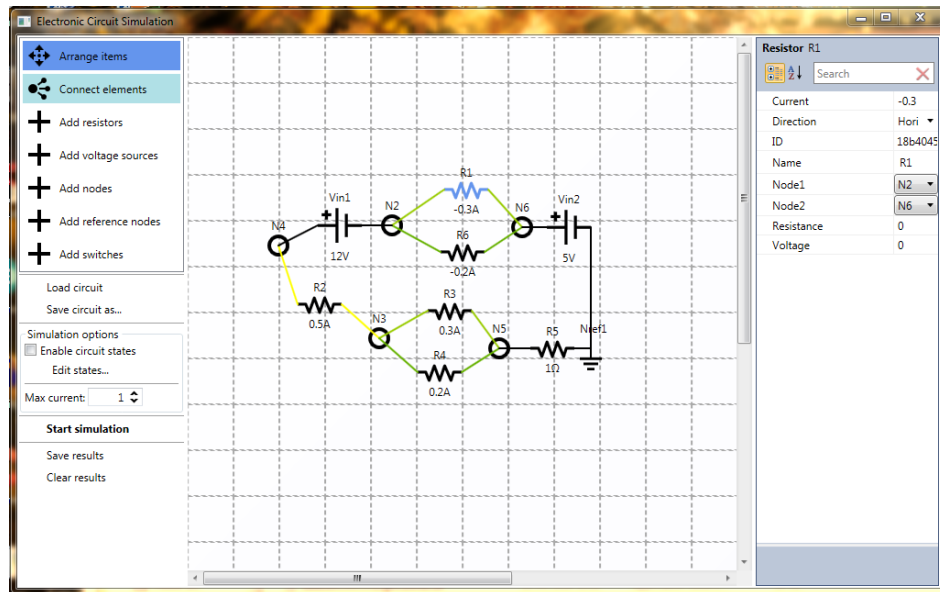 Electronic Circuit Simulation
Arrange items
Connect elements
Add resistors
Add voltage sources
Add nodes
Add reference nodes
Add switches
Load circuit
Save circuit as...
Simulation options
Enable circuit states
Edit states...
Max current: 1
Start simulation
Save results
Clear results
R1
-0.3A
Vin1
12V
N2
N6
Vin2
5V
N4
R6
-0.2A
R2
0.5A
N3
R3
0.3A
N5
R5
1Ω
Nref1
R4
0.2A
Resistor R1
Search
Current -0.3
Direction Hori
ID 18b4045
Name R1
Node1 N2
Node2 N6
Resistance 0
Voltage 0